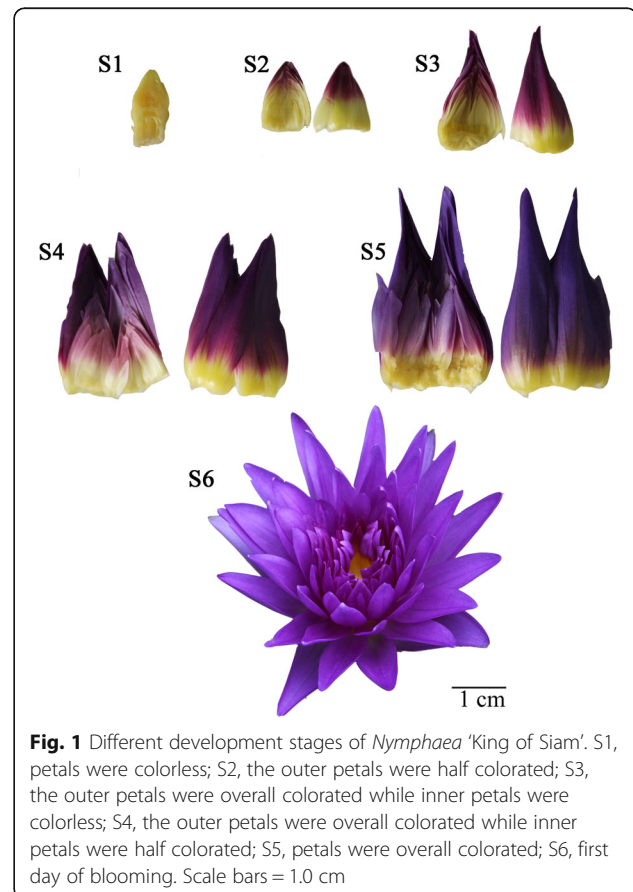 S1
S2
S3
S4
S5
S6
1 cm
Fig. 1 Different development stages of Nymphaea ‘King of Siam’. S1,
petals were colorless; S2, the outer petals were half colorated; S3,
the outer petals were overall colorated while inner petals were
colorless; S4, the outer petals were overall colorated while inner
petals were half colorated; S5, petals were overall colorated; S6, first
day of blooming. Scale bars = 1.0 cm